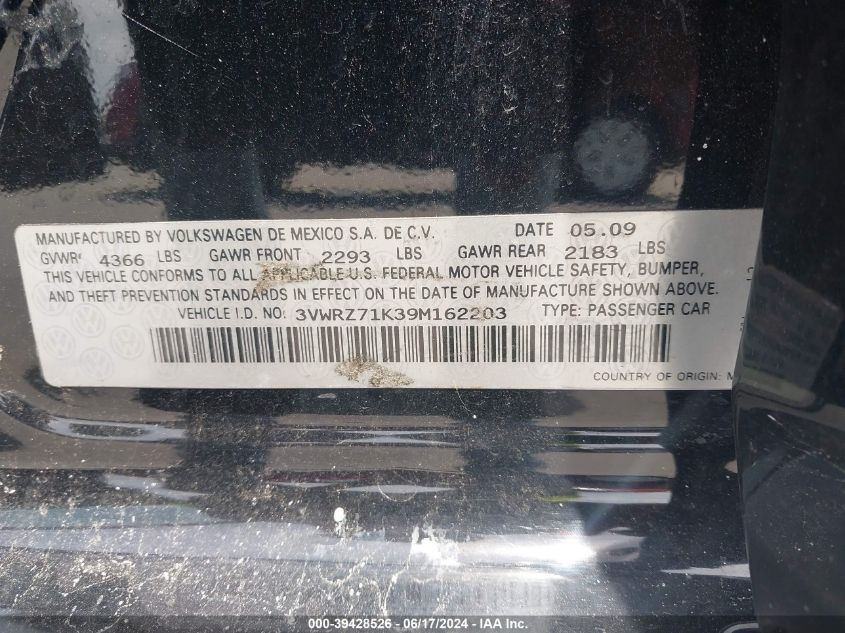 MANUFACTURED BY VOLKSWAGEN DE MEXICO S.A. DE C.V. DATE 05.09
GVWR 4366 LBS GAWR FRONT 2293 LBS GAWR REAR 2183 LBS
THIS VEHICLE CONFORMS TO ALL APPLICABLE U.S. FEDERAL MOTOR VEHICLE SAFETY, BUMPER,
AND THEFT PREVENTION STANDARDS IN EFFECT ON THE DATE OF MANUFACTURE SHOWN ABOVE.
VEHICLE I.D. NO. 3VWRZ71K39M162203 TYPE: PASSENGER CAR
COUNTRY OF ORIGIN: M
000-39428526 - 06/17/2024 - IAA, Inc.